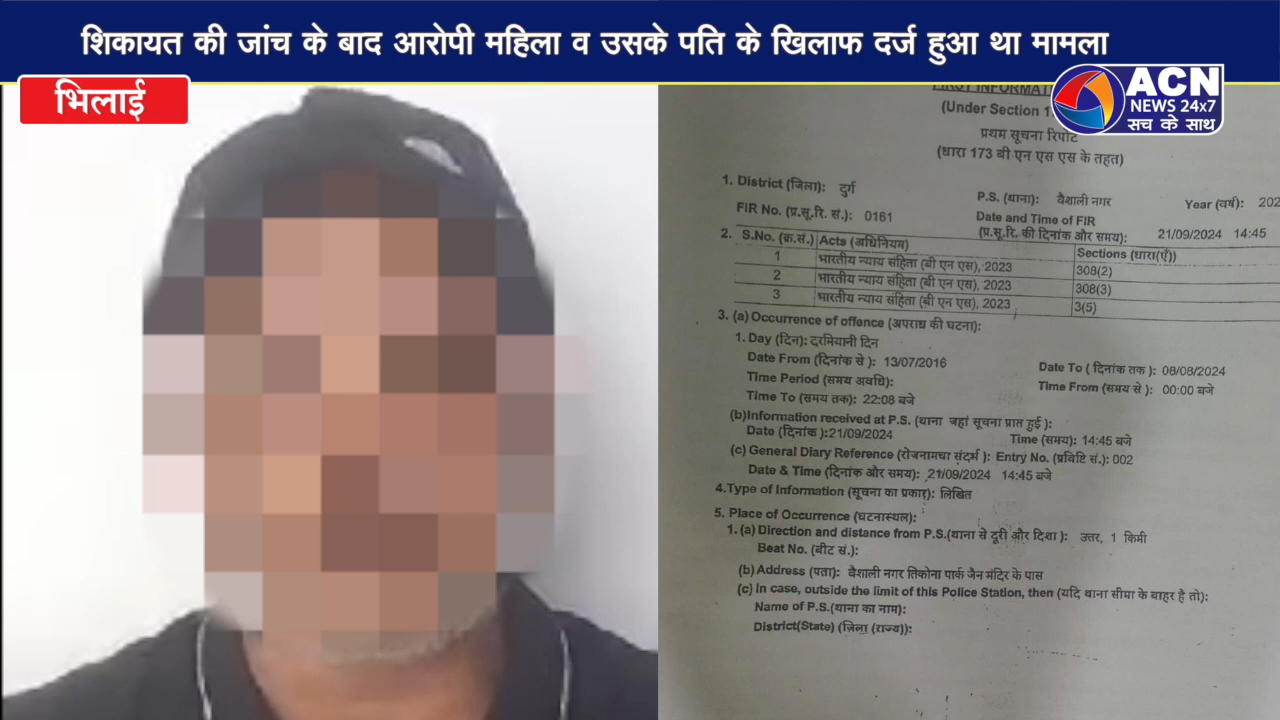 शिकायत की जांच के बाद आरोपी महिला व उसके पति के खिलाफ दर्ज हुआ था मामला
भिलाई
ACN
NEWS 24x7
सच के साथ
FIRST INFORMAT
(Under Section 1
प्रथम सूचना रिपोर्ट
(धारा 173 बी एन एस एस के तहत)
1. District (जिला): दुर्ग P.S. (थाना): वैशाली नगर Year (वर्ष): 202
FIR No. (प्र.सू.रि. सं.): 0161 Date and Time of FIR
(प्र.सू.रि. की दिनांक और समय): 21/09/2024 14:45
2. S.No. (क्र.सं.) Acts (अधिनियम) Sections (धारा(एँ))
1 भारतीय न्याय संहिता (बी एन एस), 2023 308(2)
2 भारतीय न्याय संहिता (बी एन एस), 2023 308(3)
3 भारतीय न्याय संहिता (बी एन एस), 2023 3(5)
3. (a) Occurrence of offence (अपराध की घटना):
1. Day (दिन): दरमियानी दिन
Date From (दिनांक से ): 13/07/2016 Date To ( दिनांक तक ): 08/08/2024
Time Period (समय अवधि): Time From (समय से ): 00:00 बजे
Time To (समय तक): 22:08 बजे
(b)Information received at P.S. (थाना जहां सूचना प्राप्त हुई ):
Date (दिनांक ):21/09/2024 Time (समय): 14:45 बजे
(c) General Diary Reference (रोजनामचा संदर्भ ): Entry No. (प्रविष्टि सं.): 002
Date & Time (दिनांक और समय): 21/09/2024 14:45 बजे
4.Type of Information (सूचना का प्रकार): लिखित
5. Place of Occurrence (घटनास्थल):
1. (a) Direction and distance from P.S.(थाना से दूरी और दिशा ): उत्तर, 1 किमी
Beat No. (बीट सं.):
(b) Address (पता): वैशाली नगर तिकोना पार्क जैन मंदिर के पास
(c) In case, outside the limit of this Police Station, then (यदि थाना सीमा के बाहर है तो):
Name of P.S.(थाना का नाम):
District(State) (ज़िला (राज्य)):